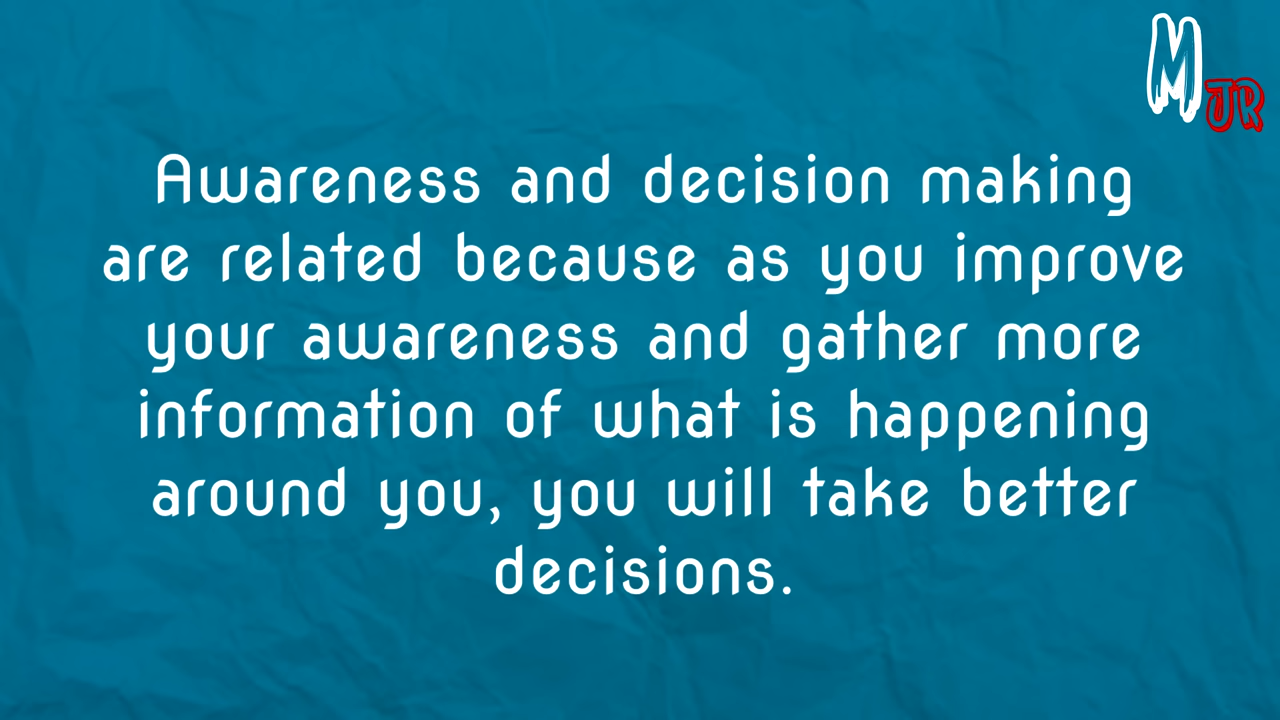 M
JR
Awareness and decision making
are related because as you improve
your awareness and gather more
information of what is happening
around you, you will take better
decisions.